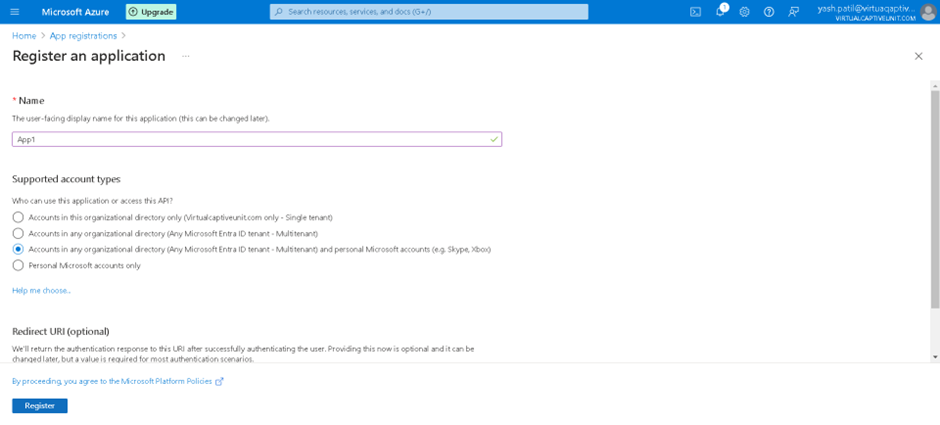 Microsoft Azure
Upgrade
Search resources, services, and docs (G+/)
1
yash.patil@virtuaqaptiv...
VIRTUALCAPTIVEUNIT.COM
Home > App registrations >
Register an application ...
* Name
The user-facing display name for this application (this can be changed later).
App1
Supported account types
Who can use this application or access this API?
Accounts in this organizational directory only (Virtualcaptiveunit.com only - Single tenant)
Accounts in any organizational directory (Any Microsoft Entra ID tenant - Multitenant)
Accounts in any organizational directory (Any Microsoft Entra ID tenant - Multitenant) and personal Microsoft accounts (e.g. Skype, Xbox)
Personal Microsoft accounts only
Help me choose...
Redirect URI (optional)
We'll return the authentication response to this URI after successfully authenticating the user. Providing this now is optional and it can be
changed later, but a value is required for most authentication scenarios.
By proceeding, you agree to the Microsoft Platform Policies
Register